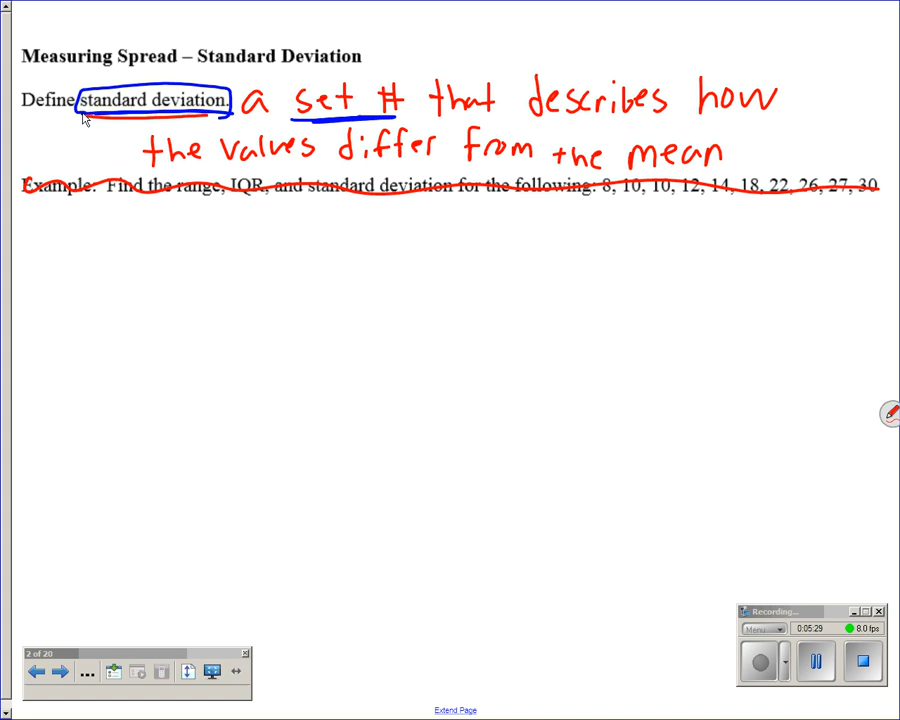 Measuring Spread – Standard Deviation
Define standard deviation. a set # that describes how
the values differ from the mean
Example: Find the range, IQR, and standard deviation for the following: 8, 10, 10, 12, 14, 18, 22, 26, 27, 30
Recording...
Menu 0:05:29 8.0 fps
2 of 20
Extend Page